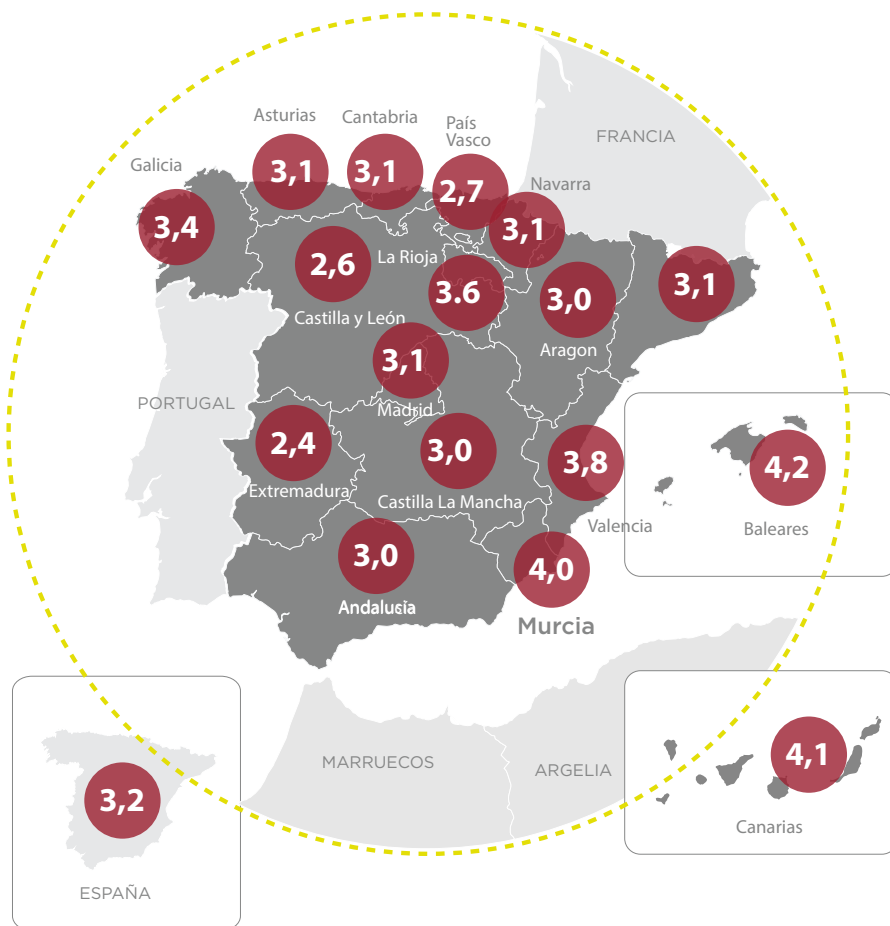 Asturias
3,1
Cantabria
3,1
País
Vasco
2,7
FRANCIA
Galicia
3,4
Navarra
3,1
2,6
La Rioja
3.6
3,0
3,1
Castilla y León
Aragon
3,1
Madrid
PORTUGAL
2,4
Extremadura
3,0
Castilla La Mancha
3,8
Valencia
4,2
Baleares
3,0
Andalusia
4,0
Murcia
MARRUECOS
ARGELIA
4,1
Canarias
3,2
ESPAÑA